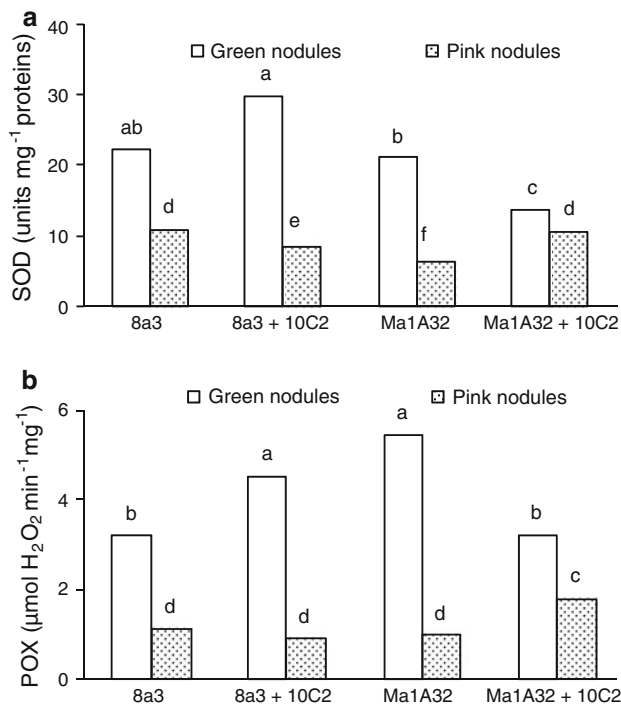 a
SOD (units mg⁻¹ proteins)
40
30
20
10
0
Green nodules Pink nodules
ab d a e b f c d
8a3 8a3 + 10C2 Ma1A32 Ma1A32 + 10C2
b
POX (µmol H₂O₂ min⁻¹mg⁻¹)
6
4
2
0
Green nodules Pink nodules
b d a d a d b c
8a3 8a3 + 10C2 Ma1A32 Ma1A32 + 10C2